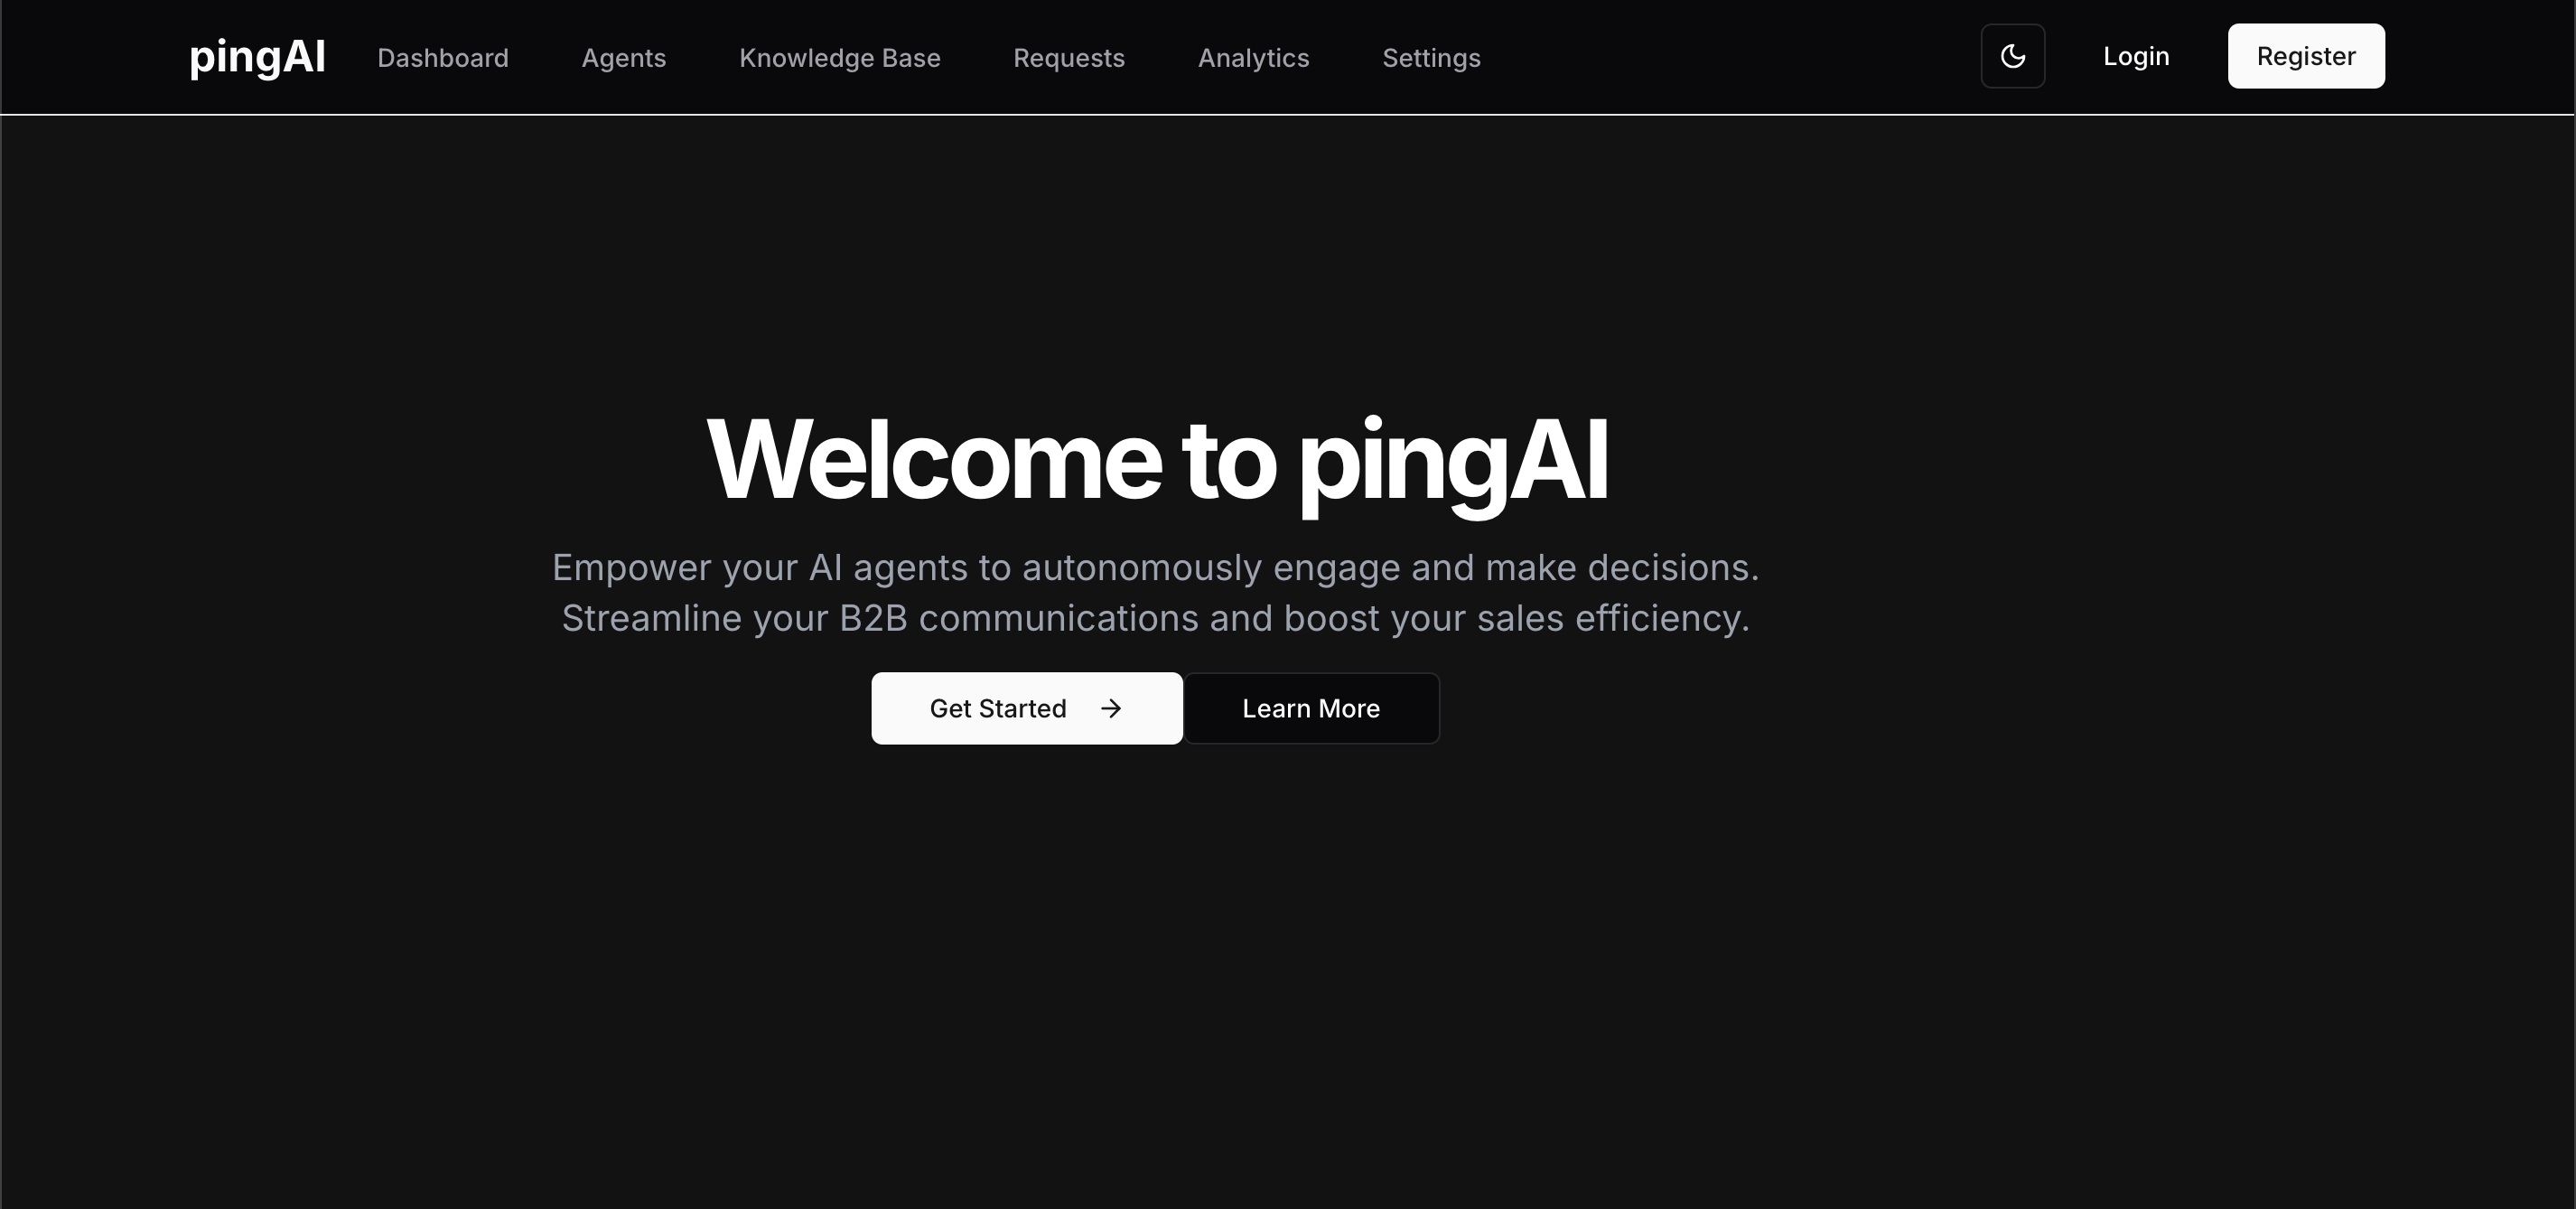 pingAI Dashboard Agents Knowledge Base Requests Analytics Settings Login Register
Welcome to pingAI
Empower your AI agents to autonomously engage and make decisions.
Streamline your B2B communications and boost your sales efficiency.
Get Started Learn More